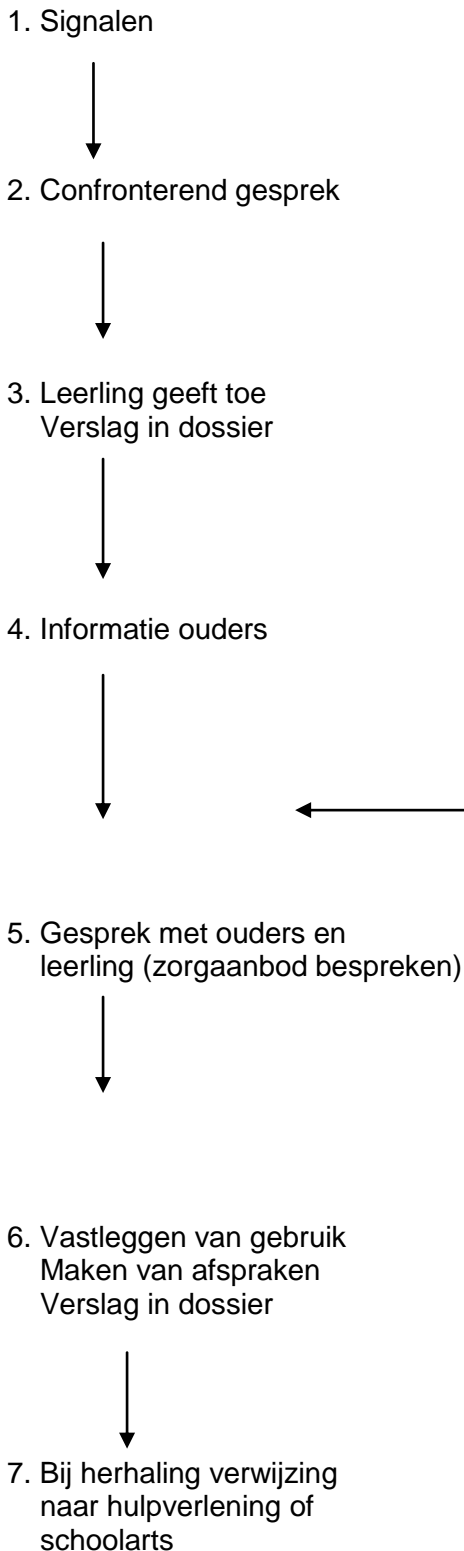 1. Signalen
2. Confronterend gesprek
3. Leerling geeft toe
Verslag in dossier
4. Informatie ouders
5. Gesprek met ouders en
leerling (zorgaanbod bespreken)
6. Vastleggen van gebruik
Maken van afspraken
Verslag in dossier
7. Bij herhaling verwijzing
naar hulpverlening of
schoolarts